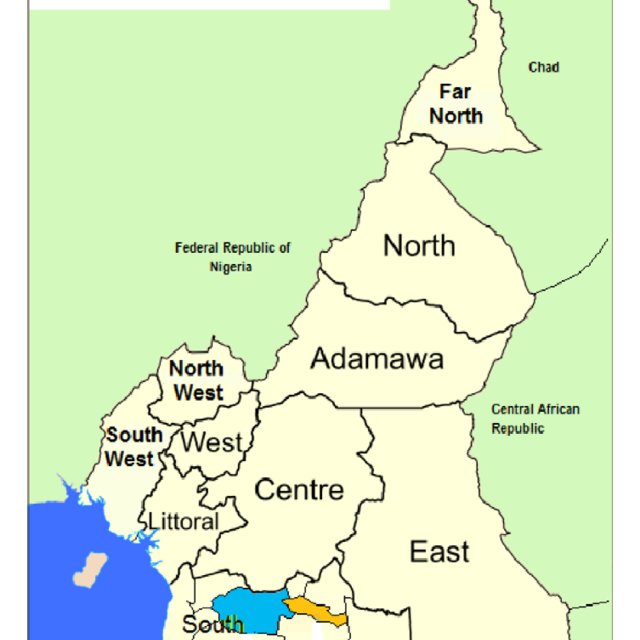 Chad
Far
North
Federal Republic of
Nigeria
North
Adamawa
North
West
Central African
Republic
South
West
West
Centre
Littoral
East
South